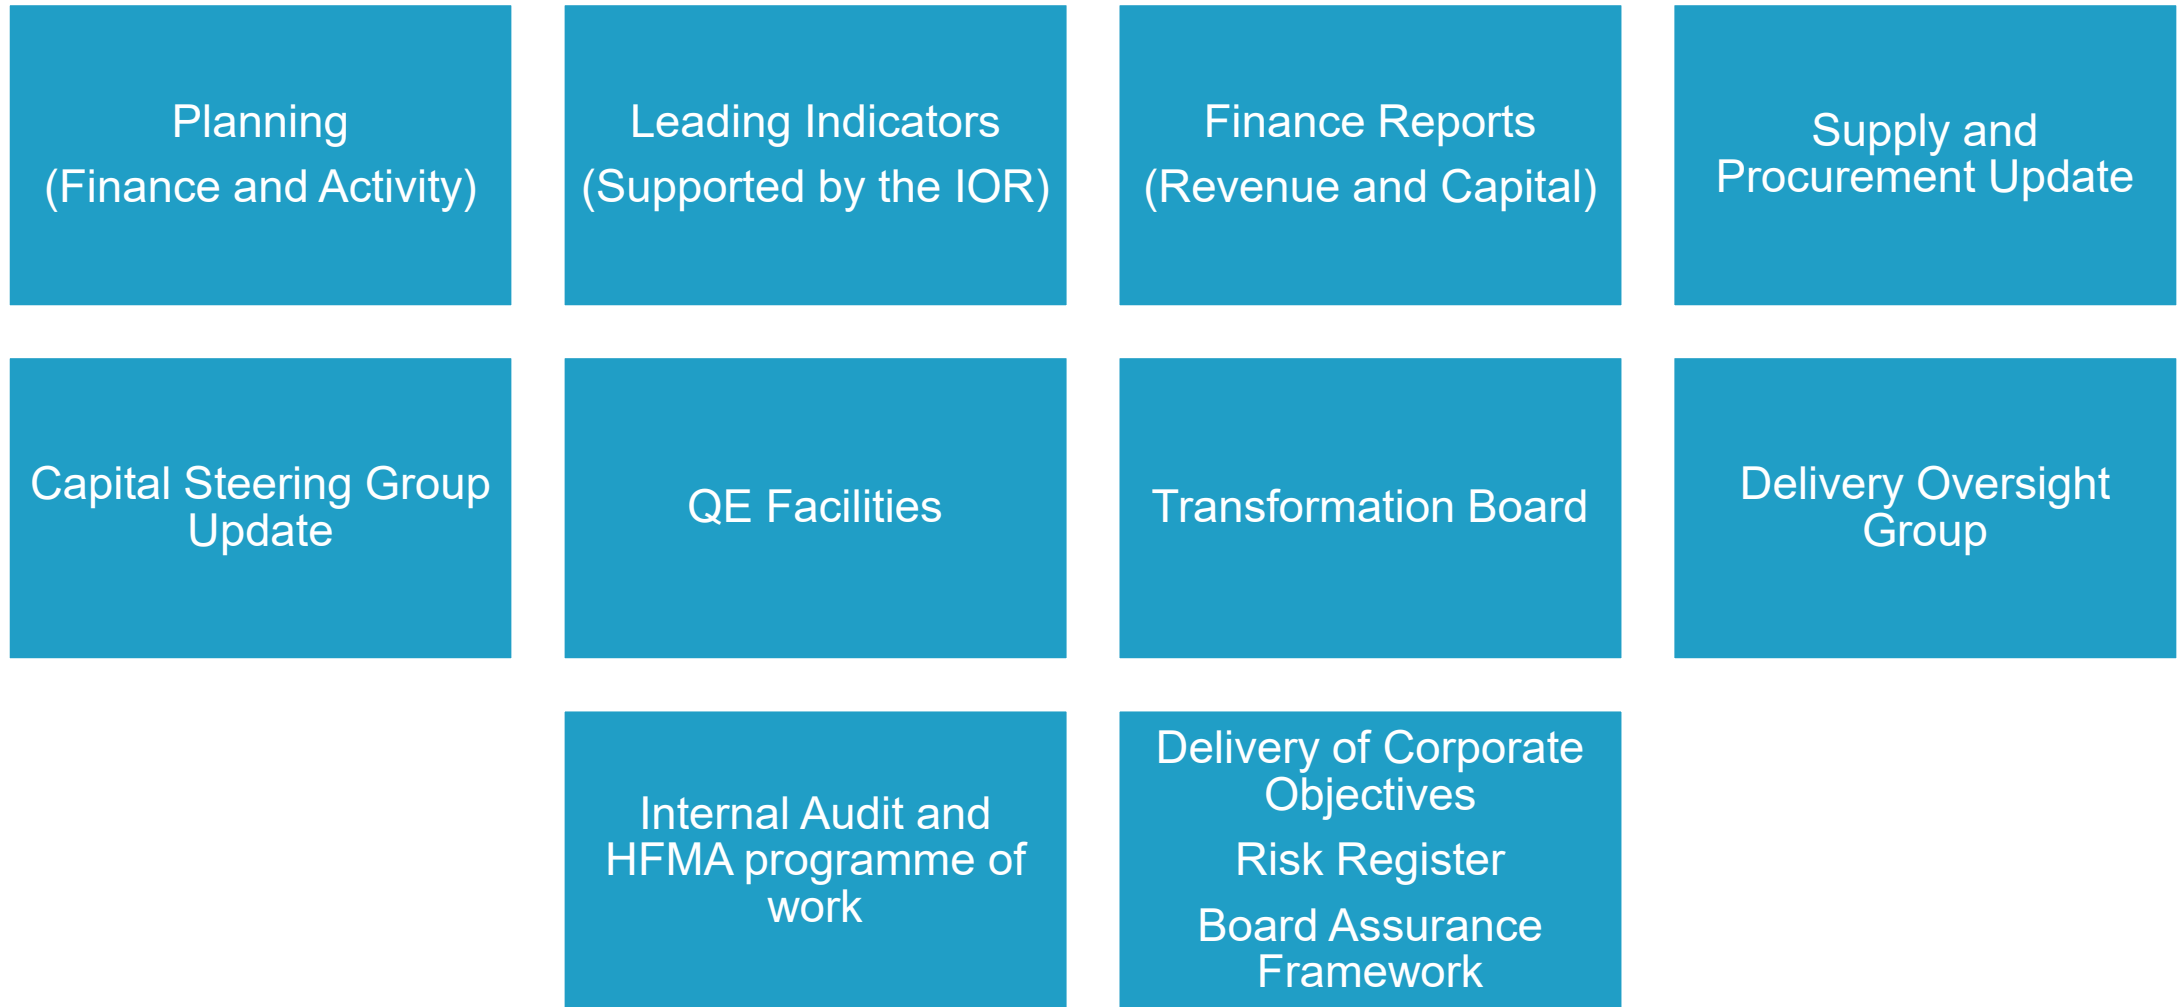 Planning
(Finance and Activity)
Leading Indicators
(Supported by the IOR)
Finance Reports
(Revenue and Capital)
Supply and
Procurement Update
Capital Steering Group
Update
QE Facilities
Transformation Board
Delivery Oversight
Group
Internal Audit and
HFMA programme of
work
Delivery of Corporate
Objectives
Risk Register
Board Assurance
Framework